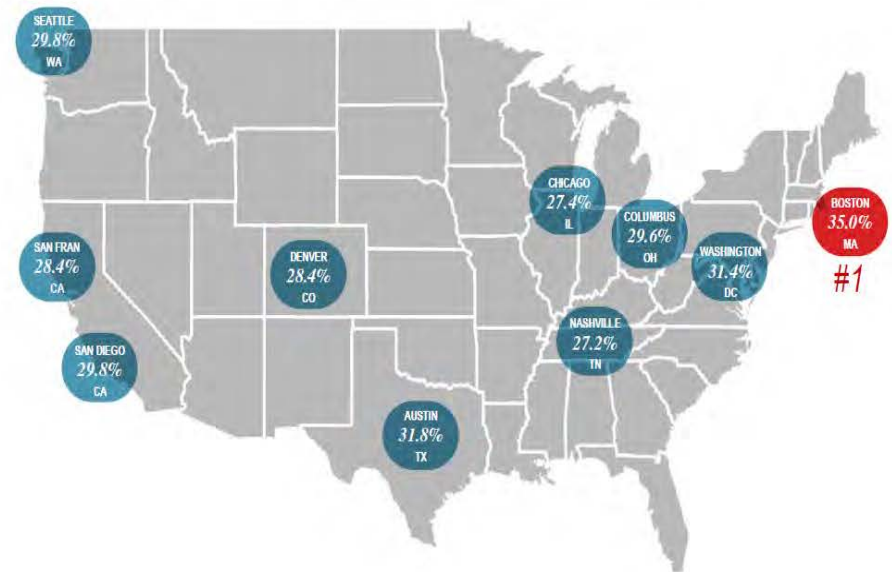 SEATTLE
29.8%
WA
CHICAGO
27.4%
IL
COLUMBUS
29.6%
OH
BOSTON
35.0%
MA
#1
SAN FRAN
28.4%
CA
DENVER
28.4%
CO
WASHINGTON
31.4%
DC
NASHVILLE
27.2%
TN
SAN DIEGO
29.8%
CA
AUSTIN
31.8%
TX